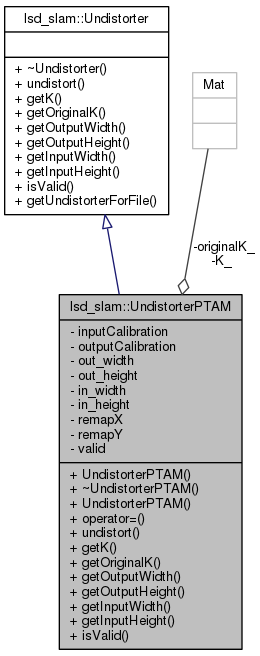 lsd_slam::Undistorter
+ ~Undistorter()
+ undistort()
+ getK()
+ getOriginalK()
+ getOutputWidth()
+ getOutputHeight()
+ getInputWidth()
+ getInputHeight()
+ isValid()
+ getUndistorterForFile()
Mat
-originalK_
-K_
lsd_slam::UndistorterPTAM
- inputCalibration
- outputCalibration
- out_width
- out_height
- in_width
- in_height
- remapX
- remapY
- valid
+ UndistorterPTAM()
+ ~UndistorterPTAM()
+ UndistorterPTAM()
+ operator=()
+ undistort()
+ getK()
+ getOriginalK()
+ getOutputWidth()
+ getOutputHeight()
+ getInputWidth()
+ getInputHeight()
+ isValid()